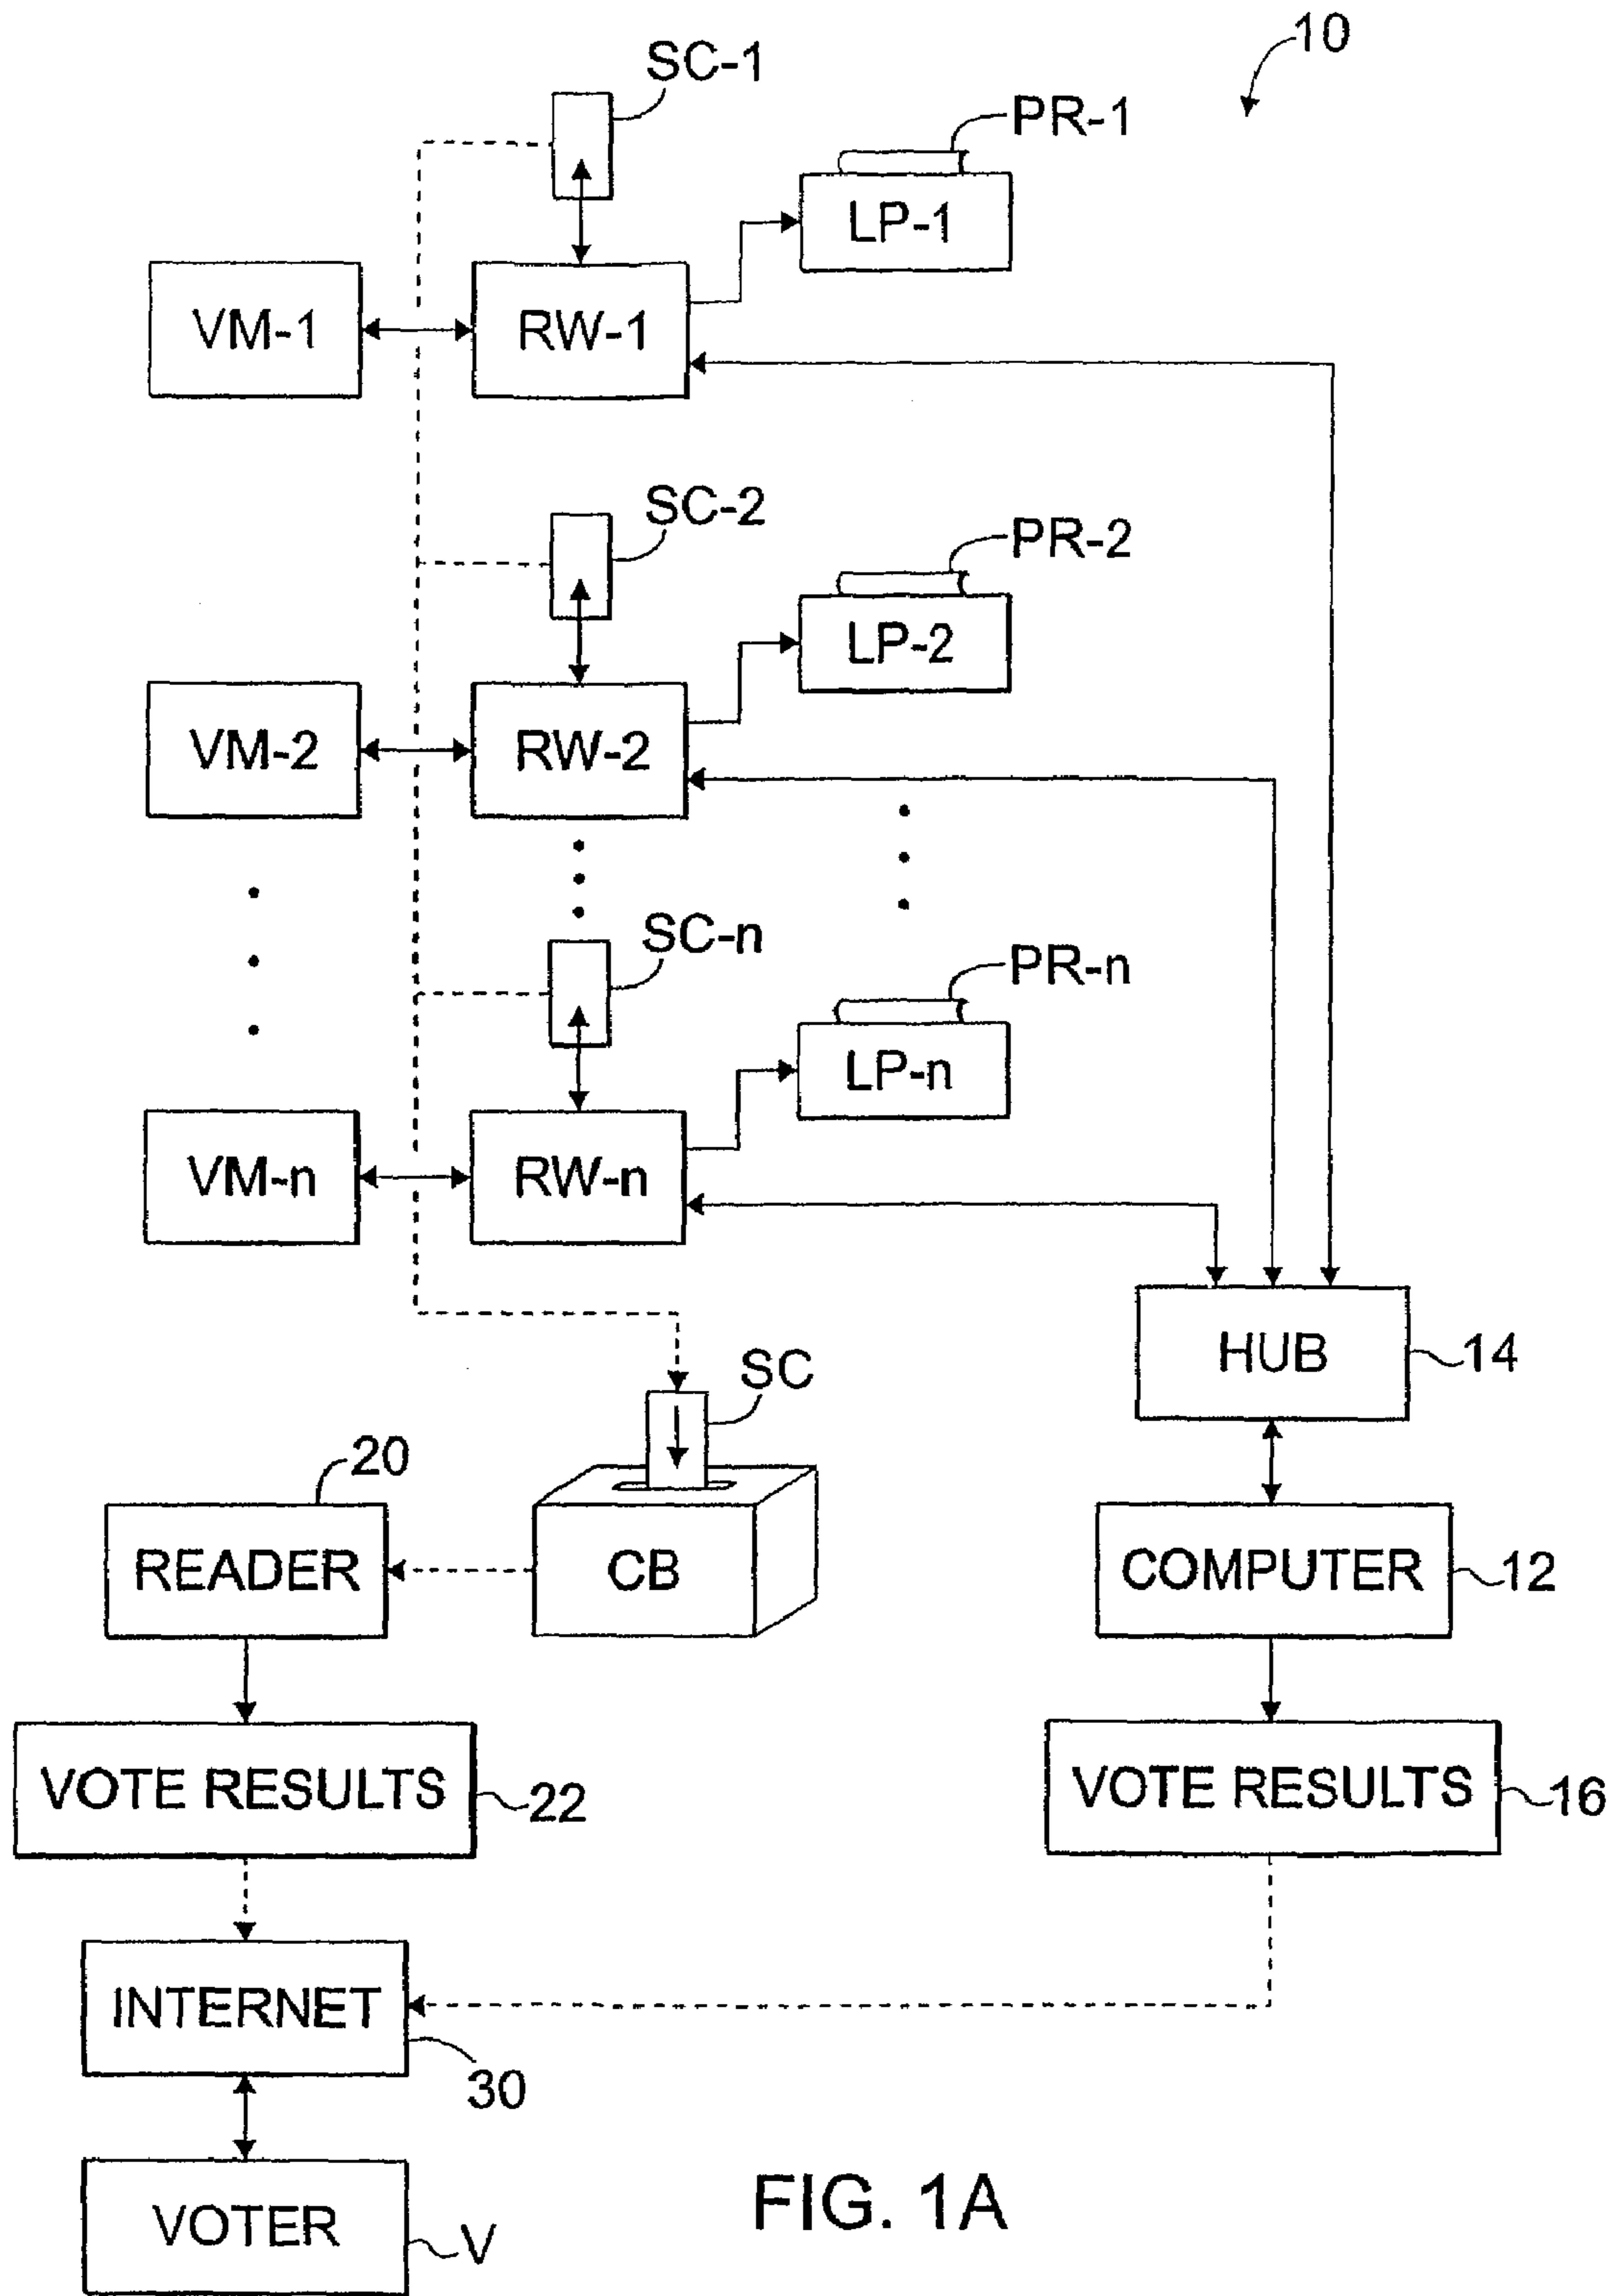 10
SC-1
PR-1
LP-1
VM-1
RW-1
SC-2
PR-2
LP-2
VM-2
RW-2
SC-n
PR-n
LP-n
VM-n
RW-n
HUB
14
SC
20
READER
CB
COMPUTER
12
VOTE RESULTS
22
VOTE RESULTS
16
INTERNET
30
VOTER
V
FIG. 1A